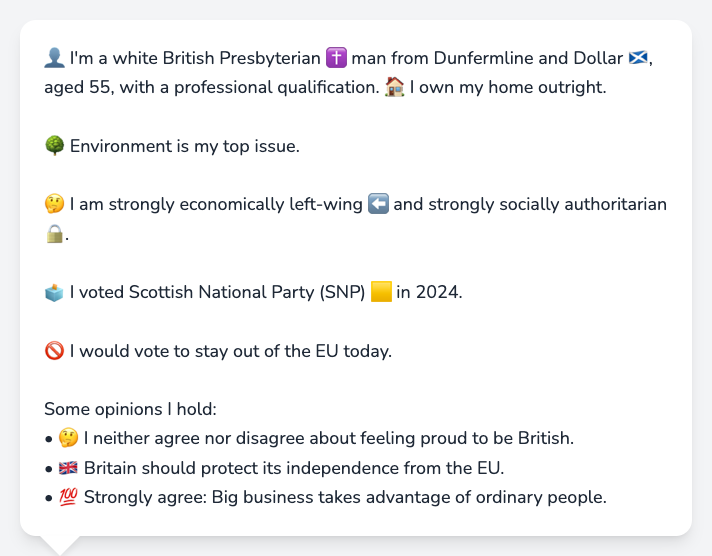 👤 I'm a white British Presbyterian ✝️ man from Dunfermline and Dollar 🏴󠁧󠁢󠁳󠁣󠁴󠁿,
aged 55, with a professional qualification. 🏠 I own my home outright.
🌳 Environment is my top issue.
🤔 I am strongly economically left-wing ⬅️ and strongly socially authoritarian
🔒.
🗳️ I voted Scottish National Party (SNP) 🟨 in 2024.
🚫 I would vote to stay out of the EU today.
Some opinions I hold:
• 🤔 I neither agree nor disagree about feeling proud to be British.
• 🇬🇧 Britain should protect its independence from the EU.
• 💯 Strongly agree: Big business takes advantage of ordinary people.